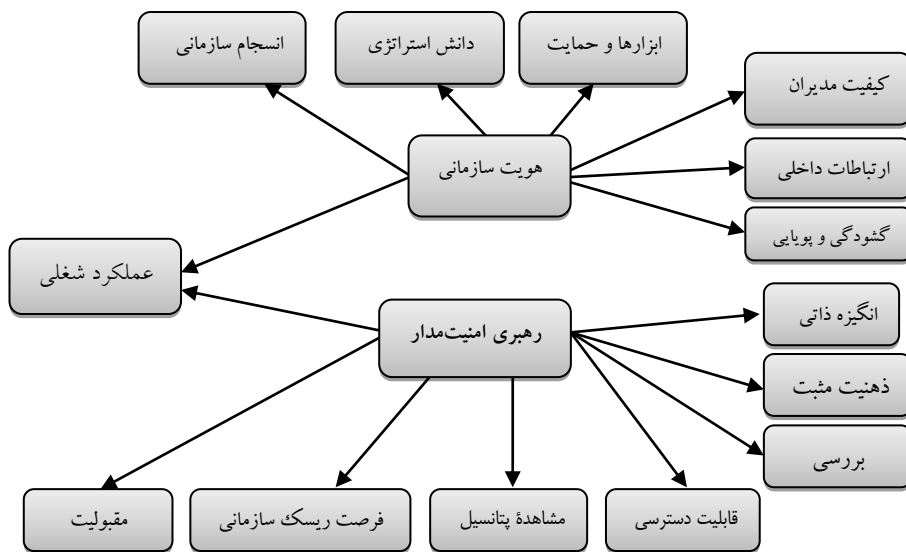 ابزارها و حمایت
دانش استراتژی
انسجام سازمانی
کیفیت مدیران
هویت سازمانی
ارتباطات داخلی
گشودگی و پویایی
عملکرد شغلی
انگیزه ذاتی
رهبری امنیت‌مدار
ذهنیت مثبت
بررسی
قابلیت دسترسی
مشاهدۀ پتانسیل
فرصت ریسک سازمانی
مقبولیت